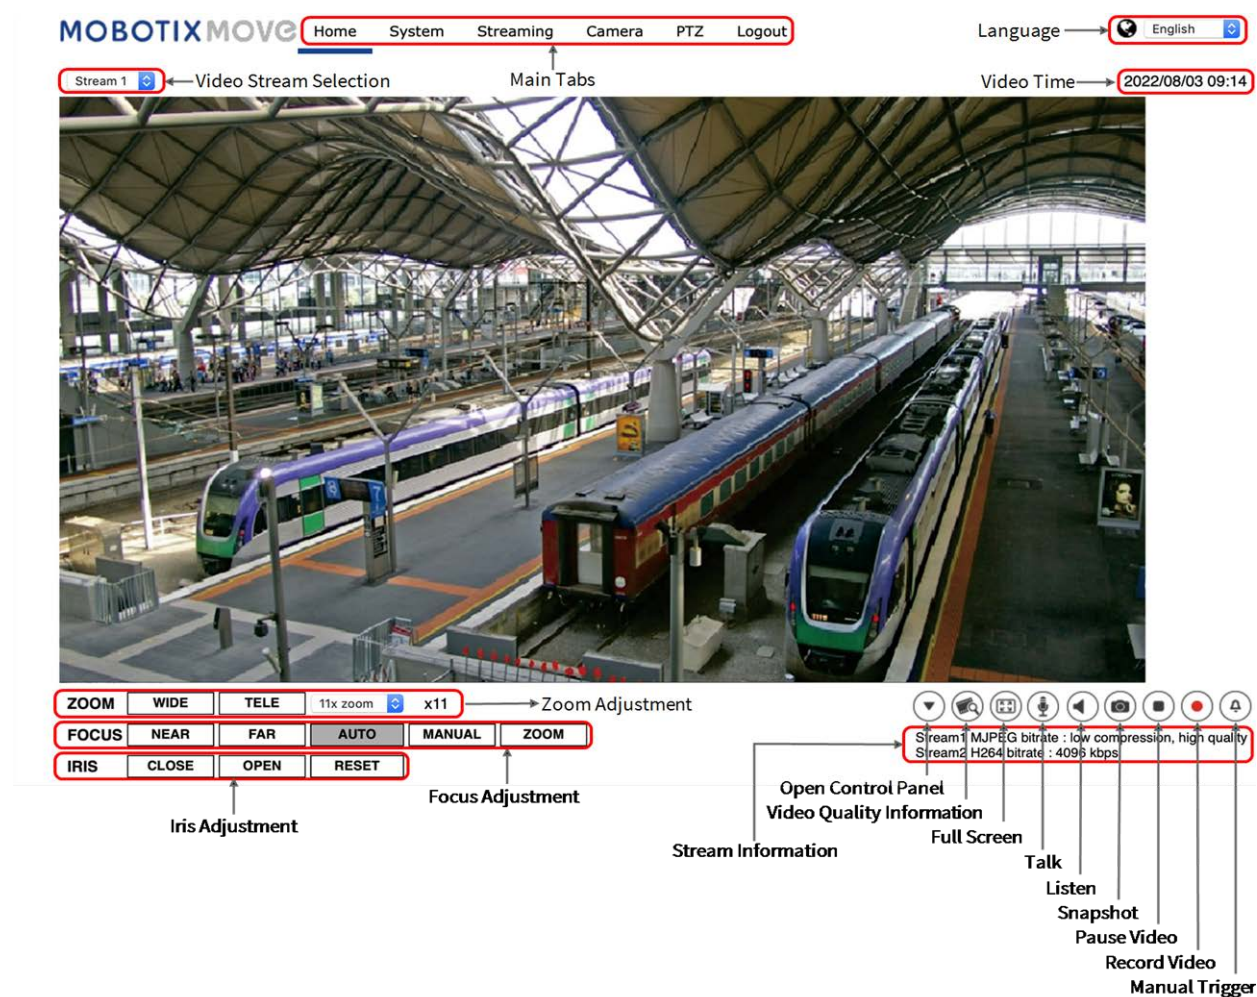 MOBOTIX MOVE
Home System Streaming Camera PTZ Logout
Language
English
Stream 1
Video Stream Selection
Main Tabs
Video Time
2022/08/03 09:14
ZOOM WIDE TELE 11x zoom x11
Zoom Adjustment
FOCUS NEAR FAR AUTO MANUAL ZOOM
IRIS CLOSE OPEN RESET
Stream1 MJPEG bitrate : low compression, high quality
Stream2 H264 bitrate : 4096 kbps
Focus Adjustment
Iris Adjustment
Open Control Panel
Video Quality Information
Full Screen
Stream Information
Talk
Listen
Snapshot
Pause Video
Record Video
Manual Trigger